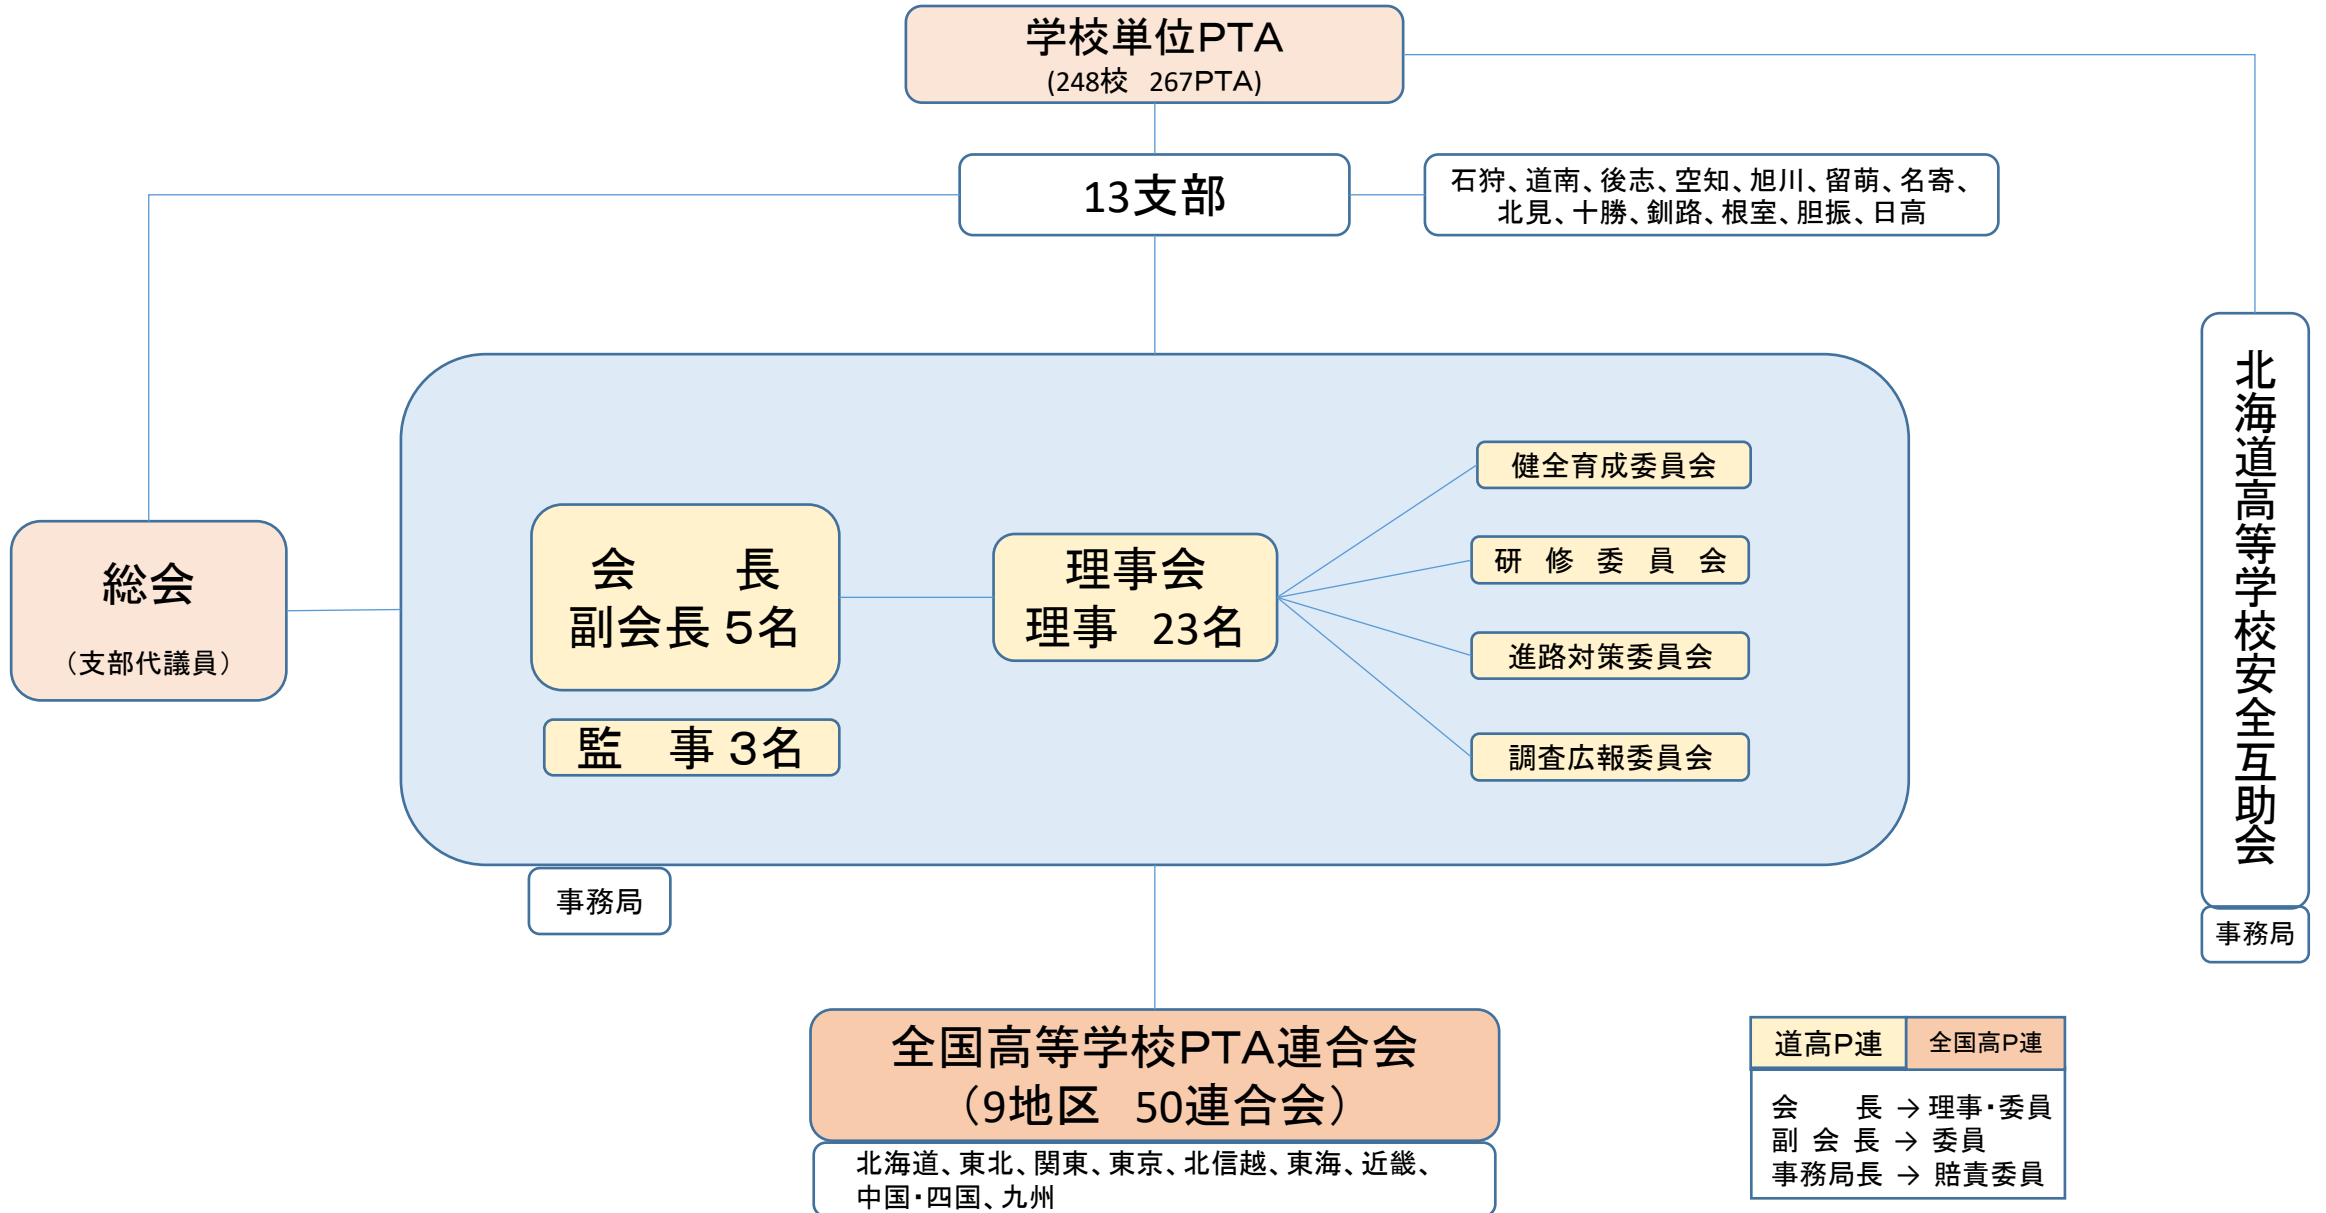 学校単位PTA
(248校　267PTA)
13支部
石狩、道南、後志、空知、旭川、留萌、名寄、
北見、十勝、釧路、根室、胆振、日高
北海道高等学校安全互助会
事務局
総会
（支部代議員）
会　　長
副会長 5名
監　事 3名
理事会
理事　23名
健全育成委員会
研　修　委　員　会
進路対策委員会
調査広報委員会
事務局
全国高等学校PTA連合会
（9地区　50連合会）
北海道、東北、関東、東京、北信越、東海、近畿、
中国・四国、九州
道高P連
全国高P連
会　　長 → 理事・委員
副 会 長 → 委員
事務局長 → 賠責委員